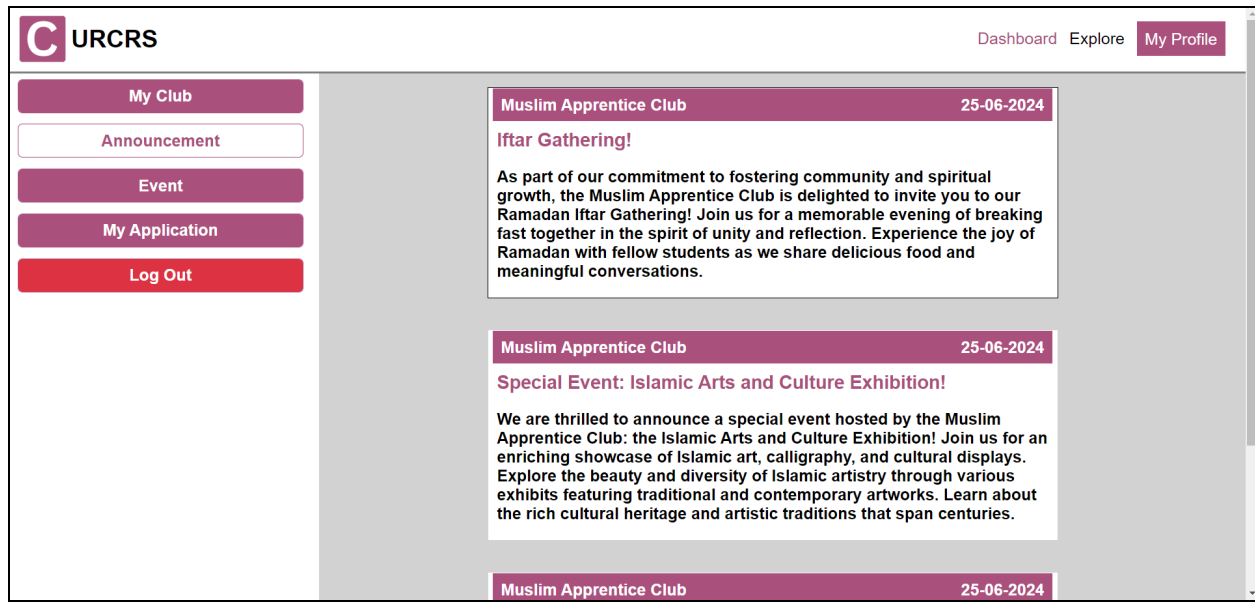 C URCRS
Dashboard Explore My Profile
My Club
Announcement
Event
My Application
Log Out
Muslim Apprentice Club 25-06-2024
Iftar Gathering!
As part of our commitment to fostering community and spiritual
growth, the Muslim Apprentice Club is delighted to invite you to our
Ramadan Iftar Gathering! Join us for a memorable evening of breaking
fast together in the spirit of unity and reflection. Experience the joy of
Ramadan with fellow students as we share delicious food and
meaningful conversations.
Muslim Apprentice Club 25-06-2024
Special Event: Islamic Arts and Culture Exhibition!
We are thrilled to announce a special event hosted by the Muslim
Apprentice Club: the Islamic Arts and Culture Exhibition! Join us for an
enriching showcase of Islamic art, calligraphy, and cultural displays.
Explore the beauty and diversity of Islamic artistry through various
exhibits featuring traditional and contemporary artworks. Learn about
the rich cultural heritage and artistic traditions that span centuries.
Muslim Apprentice Club 25-06-2024